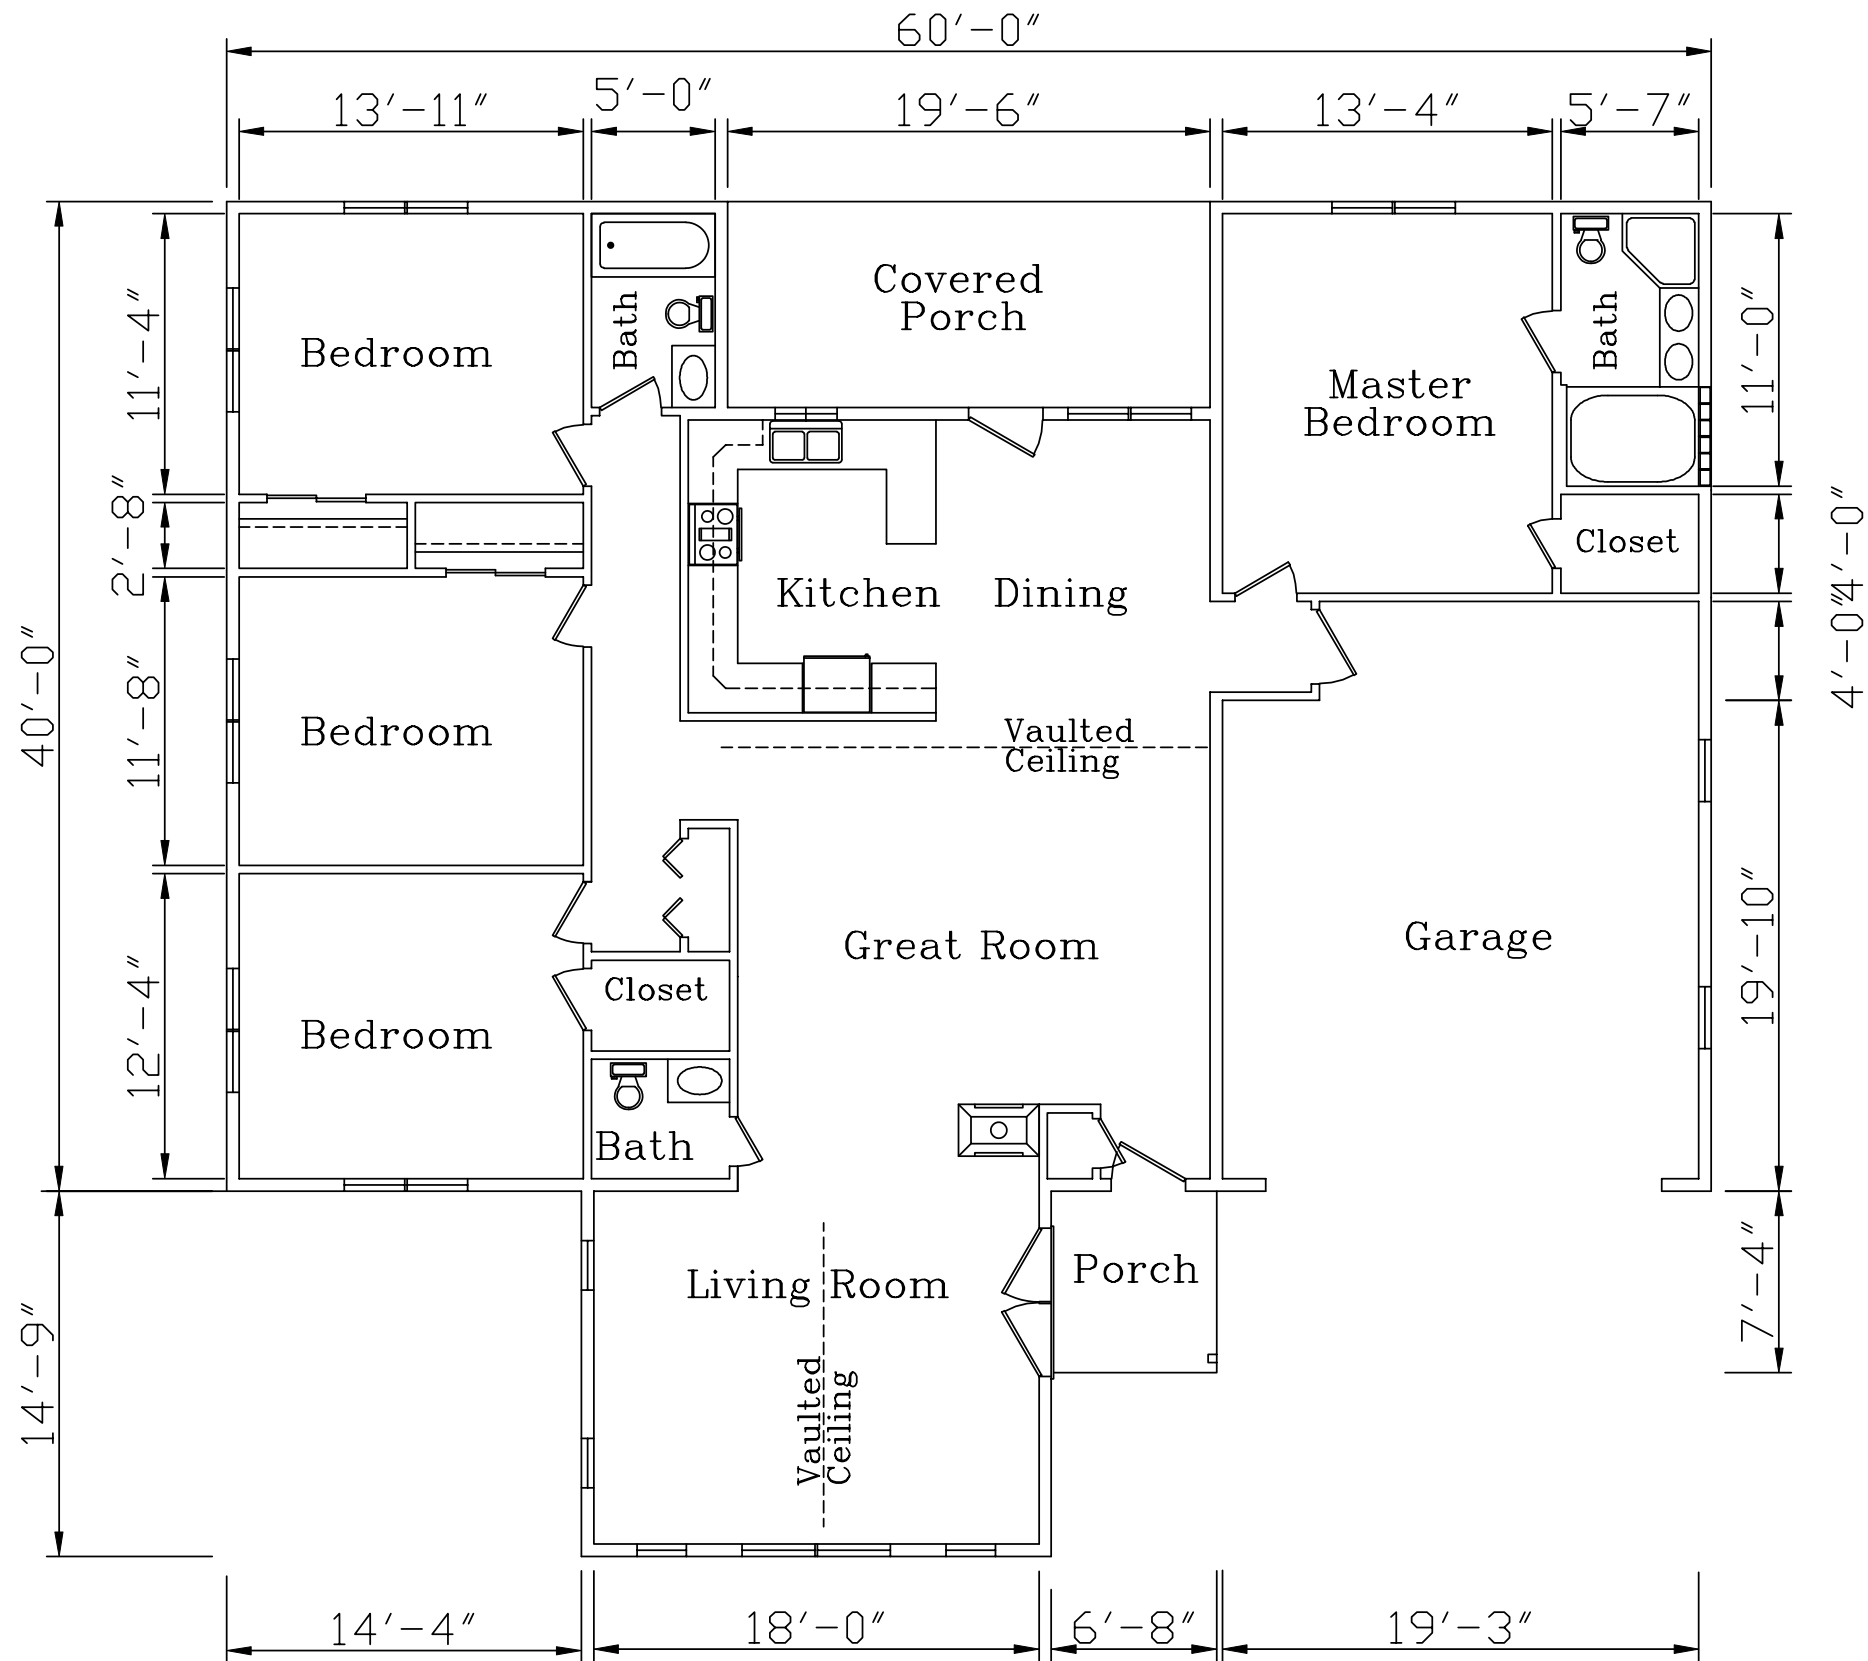 60'-0"
13'-11"
5'-0"
19'-6"
13'-4"
5'-7"
Covered
Porch
Bath
Bath
Bedroom
11'-4"
11'-0"
Master
Bedroom
2'-8"
4'-0"
Closet
Kitchen
Dining
4'-0"
40'-0"
11'-8"
Bedroom
Vaulted
Ceiling
Great Room
Garage
19'-10"
Closet
12'-4"
Bedroom
Bath
Living Room
Porch
7'-4"
14'-9"
Vaulted
Ceiling
14'-4"
18'-0"
6'-8"
19'-3"